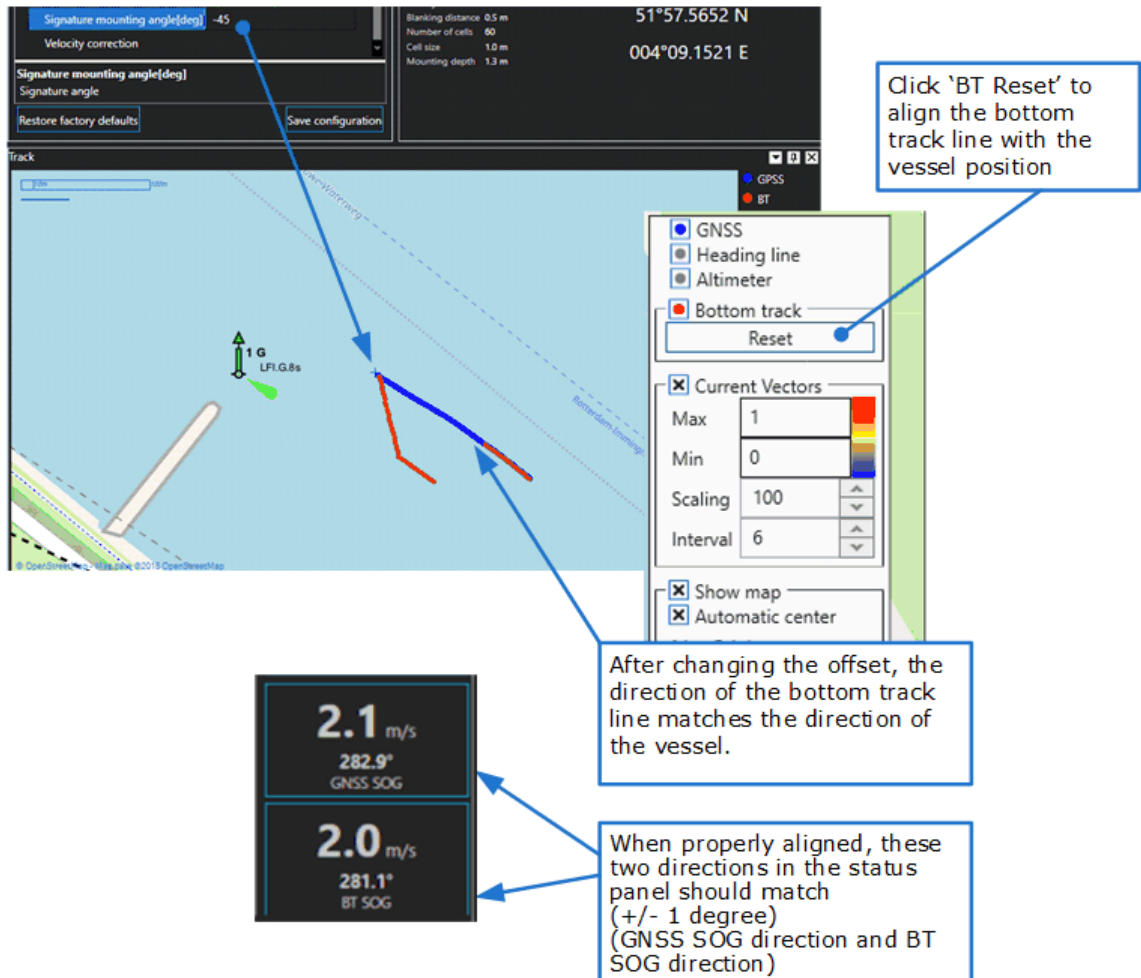 Signature mounting angle[deg] -45
Velocity correction
Signature mounting angle[deg]
Signature angle
Restore factory defaults
Save configuration
Blanking distance 0.5 m
Number of cells 60
Cell size 1.0 m
Mounting depth 1.3 m
51°57.5652 N
004°09.1521 E
Click ‘BT Reset’ to
align the bottom
track line with the
vessel position
Track
GPSS
BT
1 G
LFl.G.8s
GNSS
Heading line
Altimeter
Bottom track
Reset
Current Vectors
Max 1
Min 0
Scaling 100
Interval 6
Show map
Automatic center
After changing the offset, the
direction of the bottom track
line matches the direction of
the vessel.
2.1 m/s
282.9°
GNSS SOG
2.0 m/s
281.1°
BT SOG
When properly aligned, these
two directions in the status
panel should match
(+/- 1 degree)
(GNSS SOG direction and BT
SOG direction)